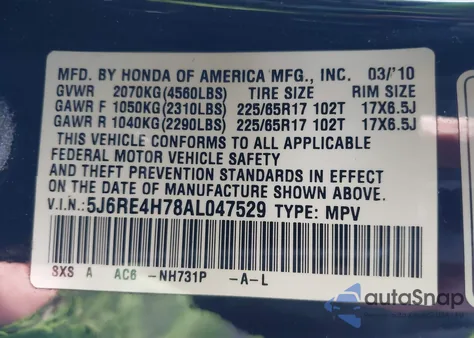 MFD. BY HONDA OF AMERICA MFG., INC. 03/'10
GVWR 2070KG(4560LBS) TIRE SIZE RIM SIZE
GAWR F 1050KG(2310LBS) 225/65R17 102T 17X6.5J
GAWR R 1040KG(2290LBS) 225/65R17 102T 17X6.5J
THIS VEHICLE CONFORMS TO ALL APPLICABLE
FEDERAL MOTOR VEHICLE SAFETY
AND THEFT PREVENTION STANDARDS IN EFFECT
ON THE DATE OF MANUFACTURE SHOWN ABOVE.
V.I.N.: 5J6RE4H78AL047529 TYPE: MPV
SXS A AC6 -NH731P -A-L
autoSnap